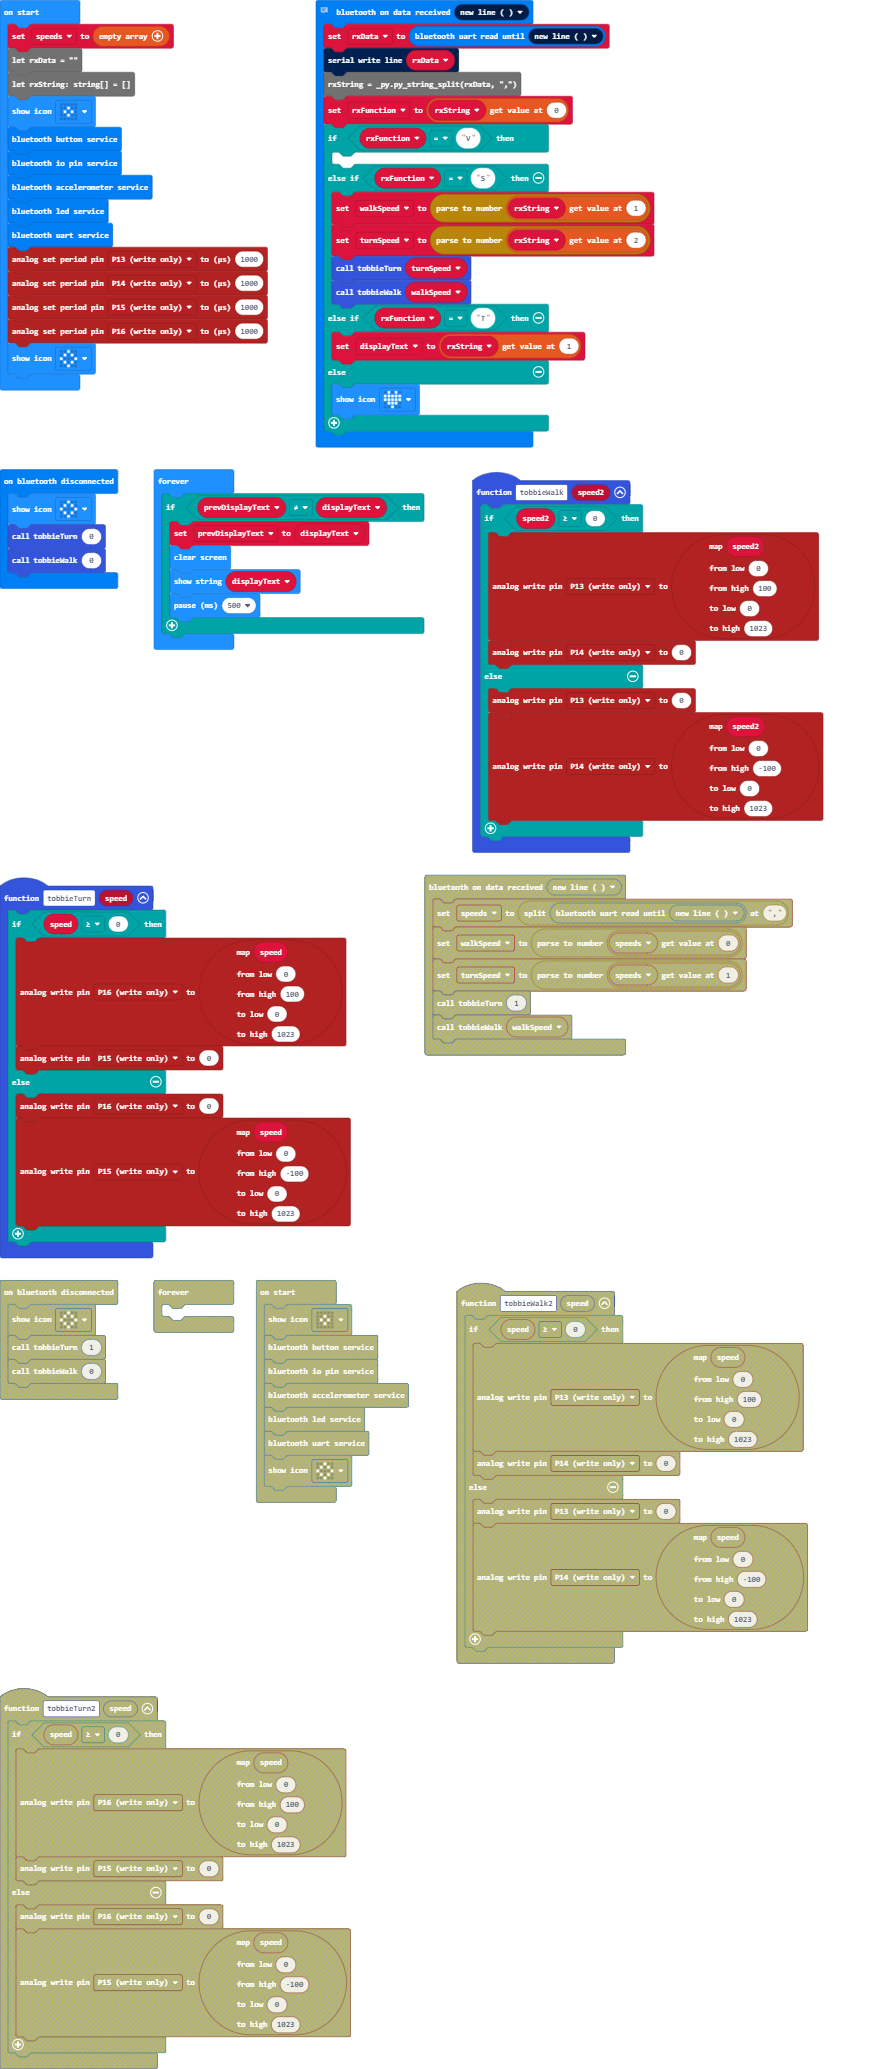 on start
set speeds to empty array
let rxData = ""
let rxString: string[] = []
show icon
bluetooth button service
bluetooth io pin service
bluetooth accelerometer service
bluetooth led service
bluetooth uart service
analog set period pin P13 (write only) to (µs) 1000
analog set period pin P14 (write only) to (µs) 1000
analog set period pin P15 (write only) to (µs) 1000
analog set period pin P16 (write only) to (µs) 1000
show icon
bluetooth on data received new line ( )
set rxData to bluetooth uart read until new line ( )
serial write line rxData
rxString = _py.py_string_split(rxData, ",")
set rxFunction to rxString get value at 0
if rxFunction = "V" then
else if rxFunction = "S" then
set walkSpeed to parse to number rxString get value at 1
set turnSpeed to parse to number rxString get value at 2
call tobbieTurn turnSpeed
call tobbieWalk walkSpeed
else if rxFunction = "T" then
set displayText to rxString get value at 1
else
show icon
on bluetooth disconnected
show icon
call tobbieTurn 0
call tobbieWalk 0
forever
if prevDisplayText ≠ displayText then
set prevDisplayText to displayText
clear screen
show string displayText
pause (ms) 500
function tobbieWalk speed2
if speed2 ≥ 0 then
analog write pin P13 (write only) to
map speed2
from low 0
from high 100
to low 0
to high 1023
analog write pin P14 (write only) to 0
else
analog write pin P13 (write only) to 0
analog write pin P14 (write only) to
map speed2
from low 0
from high -100
to low 0
to high 1023
function tobbieTurn speed
if speed ≥ 0 then
analog write pin P16 (write only) to
map speed
from low 0
from high 100
to low 0
to high 1023
analog write pin P15 (write only) to 0
else
analog write pin P16 (write only) to 0
analog write pin P15 (write only) to
map speed
from low 0
from high -100
to low 0
to high 1023
bluetooth on data received new line ( )
set speeds to split bluetooth uart read until new line ( ) at ","
set walkSpeed to parse to number speeds get value at 0
set turnSpeed to parse to number speeds get value at 1
call tobbieTurn 1
call tobbieWalk walkSpeed
on bluetooth disconnected
show icon
call tobbieTurn 1
call tobbieWalk 0
forever
on start
show icon
bluetooth button service
bluetooth io pin service
bluetooth accelerometer service
bluetooth led service
bluetooth uart service
show icon
function tobbieWalk2 speed
if speed ≥ 0 then
analog write pin P13 (write only) to
map speed
from low 0
from high 100
to low 0
to high 1023
analog write pin P14 (write only) to 0
else
analog write pin P13 (write only) to 0
analog write pin P14 (write only) to
map speed
from low 0
from high -100
to low 0
to high 1023
function tobbieTurn2 speed
if speed ≥ 0 then
analog write pin P16 (write only) to
map speed
from low 0
from high 100
to low 0
to high 1023
analog write pin P15 (write only) to 0
else
analog write pin P16 (write only) to 0
analog write pin P15 (write only) to
map speed
from low 0
from high -100
to low 0
to high 1023